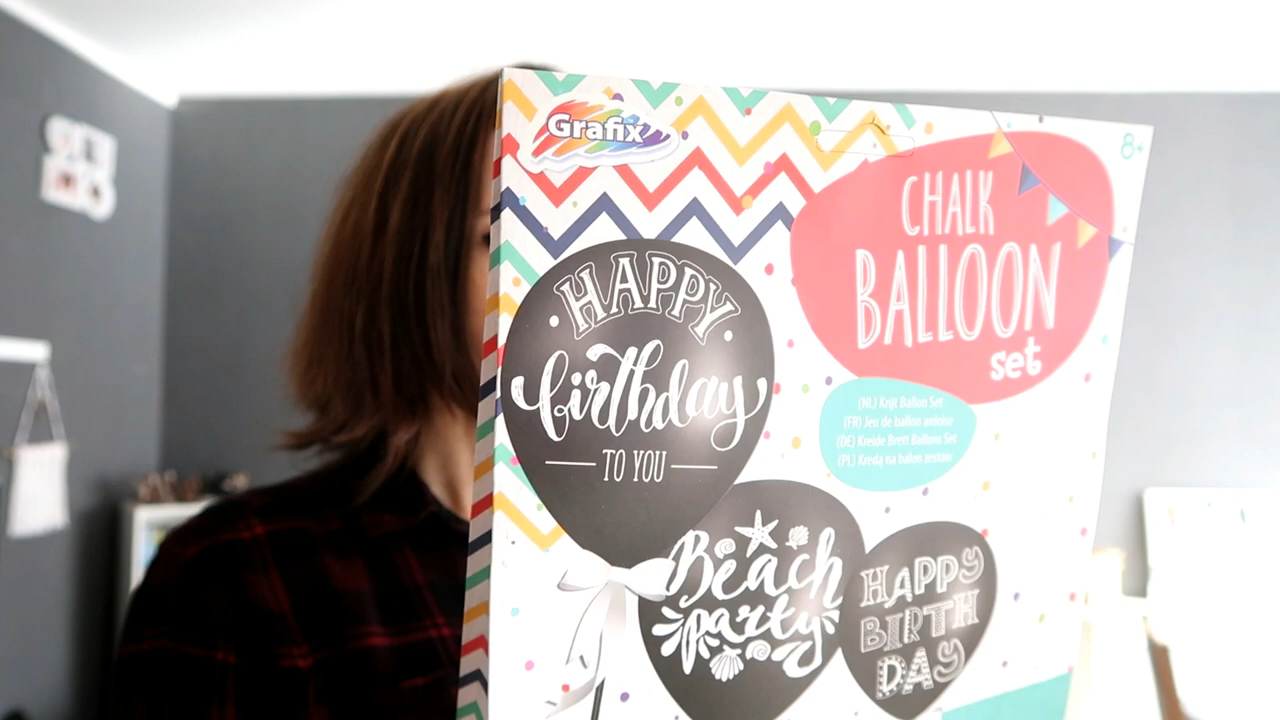 Grafix
8+
CHALK
BALLOON
set
(NL) Krijt Ballon Set
(FR) Jeu de ballon ardoise
(DE) Kreide Brett Ballons Set
(PL) Kredą na balon zestaw
HAPPY
birthday
TO YOU
Beach
party
HAPPY
BIRTH
DAY